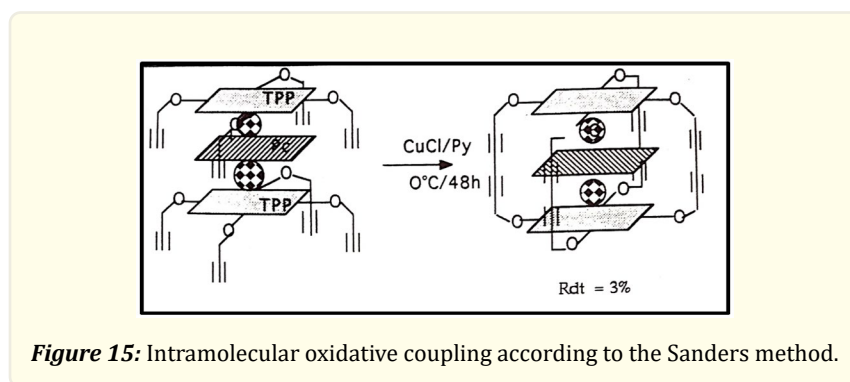 TPP
Pc
TPP
CuCl/Py
0°C/48h
Rdt = 3%
Figure 15: Intramolecular oxidative coupling according to the Sanders method.